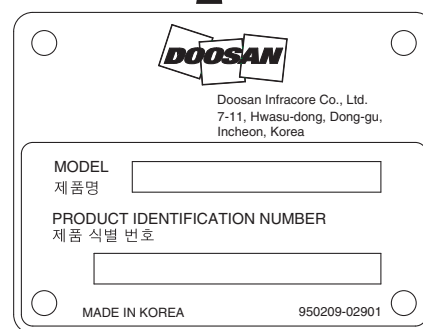 DOOSAN
Doosan Infracore Co., Ltd.
7-11, Hwasu-dong, Dong-gu,
Incheon, Korea
MODEL
제품명
PRODUCT IDENTIFICATION NUMBER
제품 식별 번호
MADE IN KOREA 950209-02901